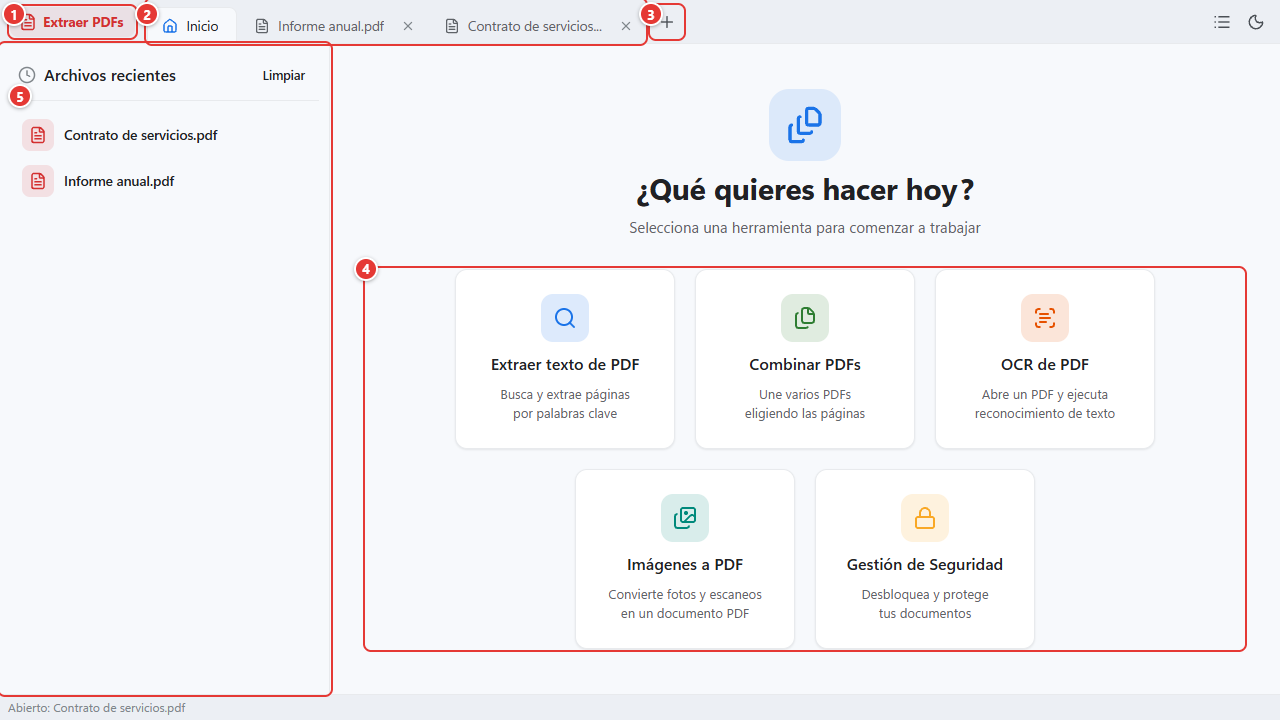 1
Extraer PDFs
2
Inicio
Informe anual.pdf
Contrato de servicios...
3
5
Archivos recientes
Limpiar
Contrato de servicios.pdf
Informe anual.pdf
¿Qué quieres hacer hoy?
Selecciona una herramienta para comenzar a trabajar
4
Extraer texto de PDF
Busca y extrae páginas
por palabras clave
Combinar PDFs
Une varios PDFs
eligiendo las páginas
OCR de PDF
Abre un PDF y ejecuta
reconocimiento de texto
Imágenes a PDF
Convierte fotos y escaneos
en un documento PDF
Gestión de Seguridad
Desbloquea y protege
tus documentos
Abierto: Contrato de servicios.pdf